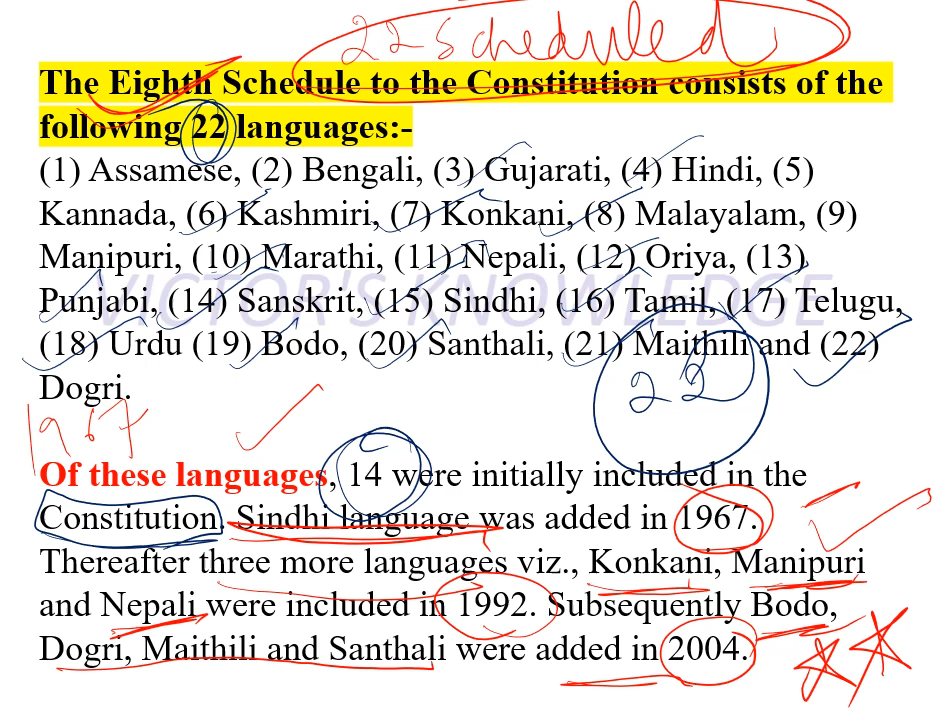 22 Scheduled
The Eighth Schedule to the Constitution consists of the
following 22 languages:-
(1) Assamese, (2) Bengali, (3) Gujarati, (4) Hindi, (5)
Kannada, (6) Kashmiri, (7) Konkani, (8) Malayalam, (9)
Manipuri, (10) Marathi, (11) Nepali, (12) Oriya, (13)
VICTOR'S KNOWLEDGE
Punjabi, (14) Sanskrit, (15) Sindhi, (16) Tamil, (17) Telugu,
(18) Urdu (19) Bodo, (20) Santhali, (21) Maithili and (22)
Dogri.
22
1967
Of these languages, 14 were initially included in the
Constitution. Sindhi language was added in 1967.
Thereafter three more languages viz., Konkani, Manipuri
and Nepali were included in 1992. Subsequently Bodo,
Dogri, Maithili and Santhali were added in 2004.